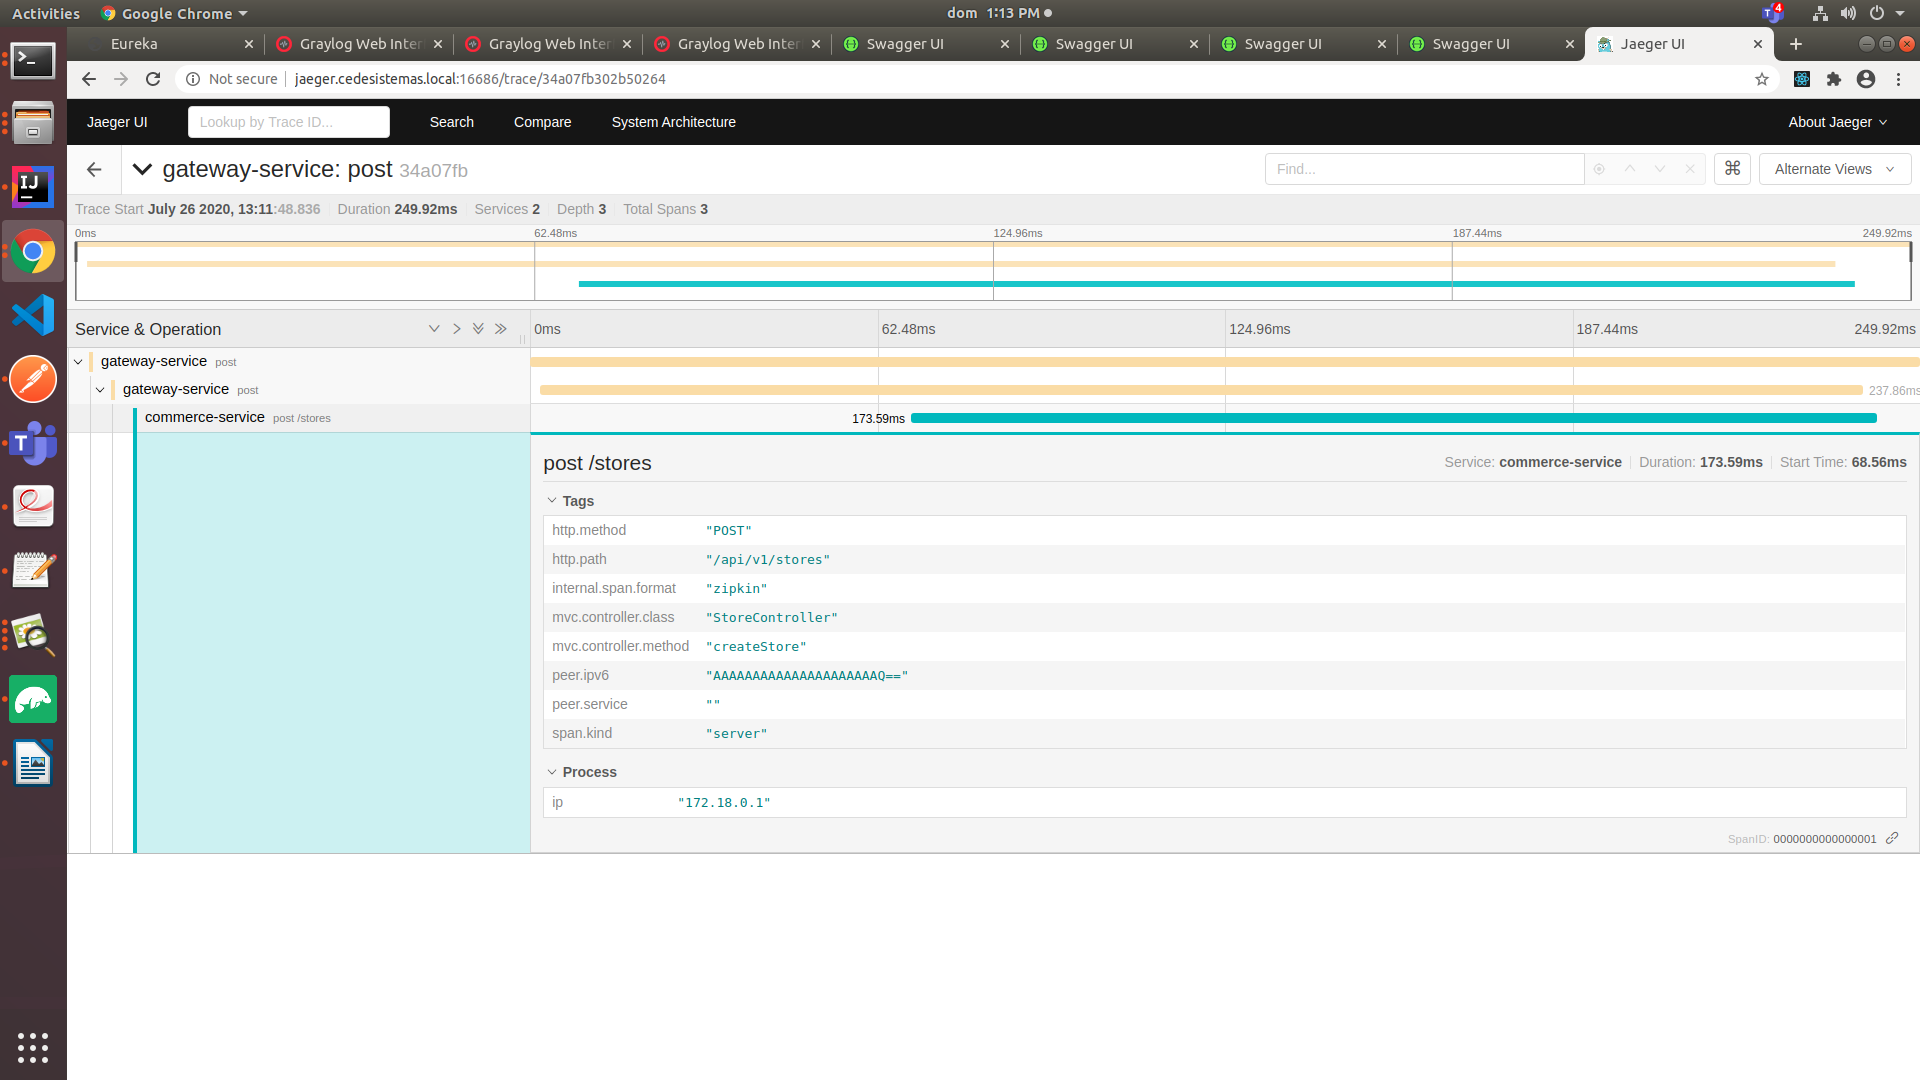 Activities Google Chrome dom 1:13 PM 4
Eureka Graylog Web Inter Graylog Web Inter Graylog Web Inter Swagger UI Swagger UI Swagger UI Swagger UI Jaeger UI
Not secure jaeger.cedesistemas.local:16686/trace/34a07fb302b50264
Jaeger UI Lookup by Trace ID... Search Compare System Architecture About Jaeger
gateway-service: post 34a07fb Find... ⌘ Alternate Views
Trace Start July 26 2020, 13:11:48.836 Duration 249.92ms Services 2 Depth 3 Total Spans 3
0ms 62.48ms 124.96ms 187.44ms 249.92ms
Service & Operation 0ms 62.48ms 124.96ms 187.44ms 249.92ms
gateway-service post
gateway-service post 237.86ms
commerce-service post /stores 173.59ms
post /stores Service: commerce-service Duration: 173.59ms Start Time: 68.56ms
Tags
http.method "POST"
http.path "/api/v1/stores"
internal.span.format "zipkin"
mvc.controller.class "StoreController"
mvc.controller.method "createStore"
peer.ipv6 "AAAAAAAAAAAAAAAAAAAAAQ=="
peer.service ""
span.kind "server"
Process
ip "172.18.0.1"
SpanID: 0000000000000001